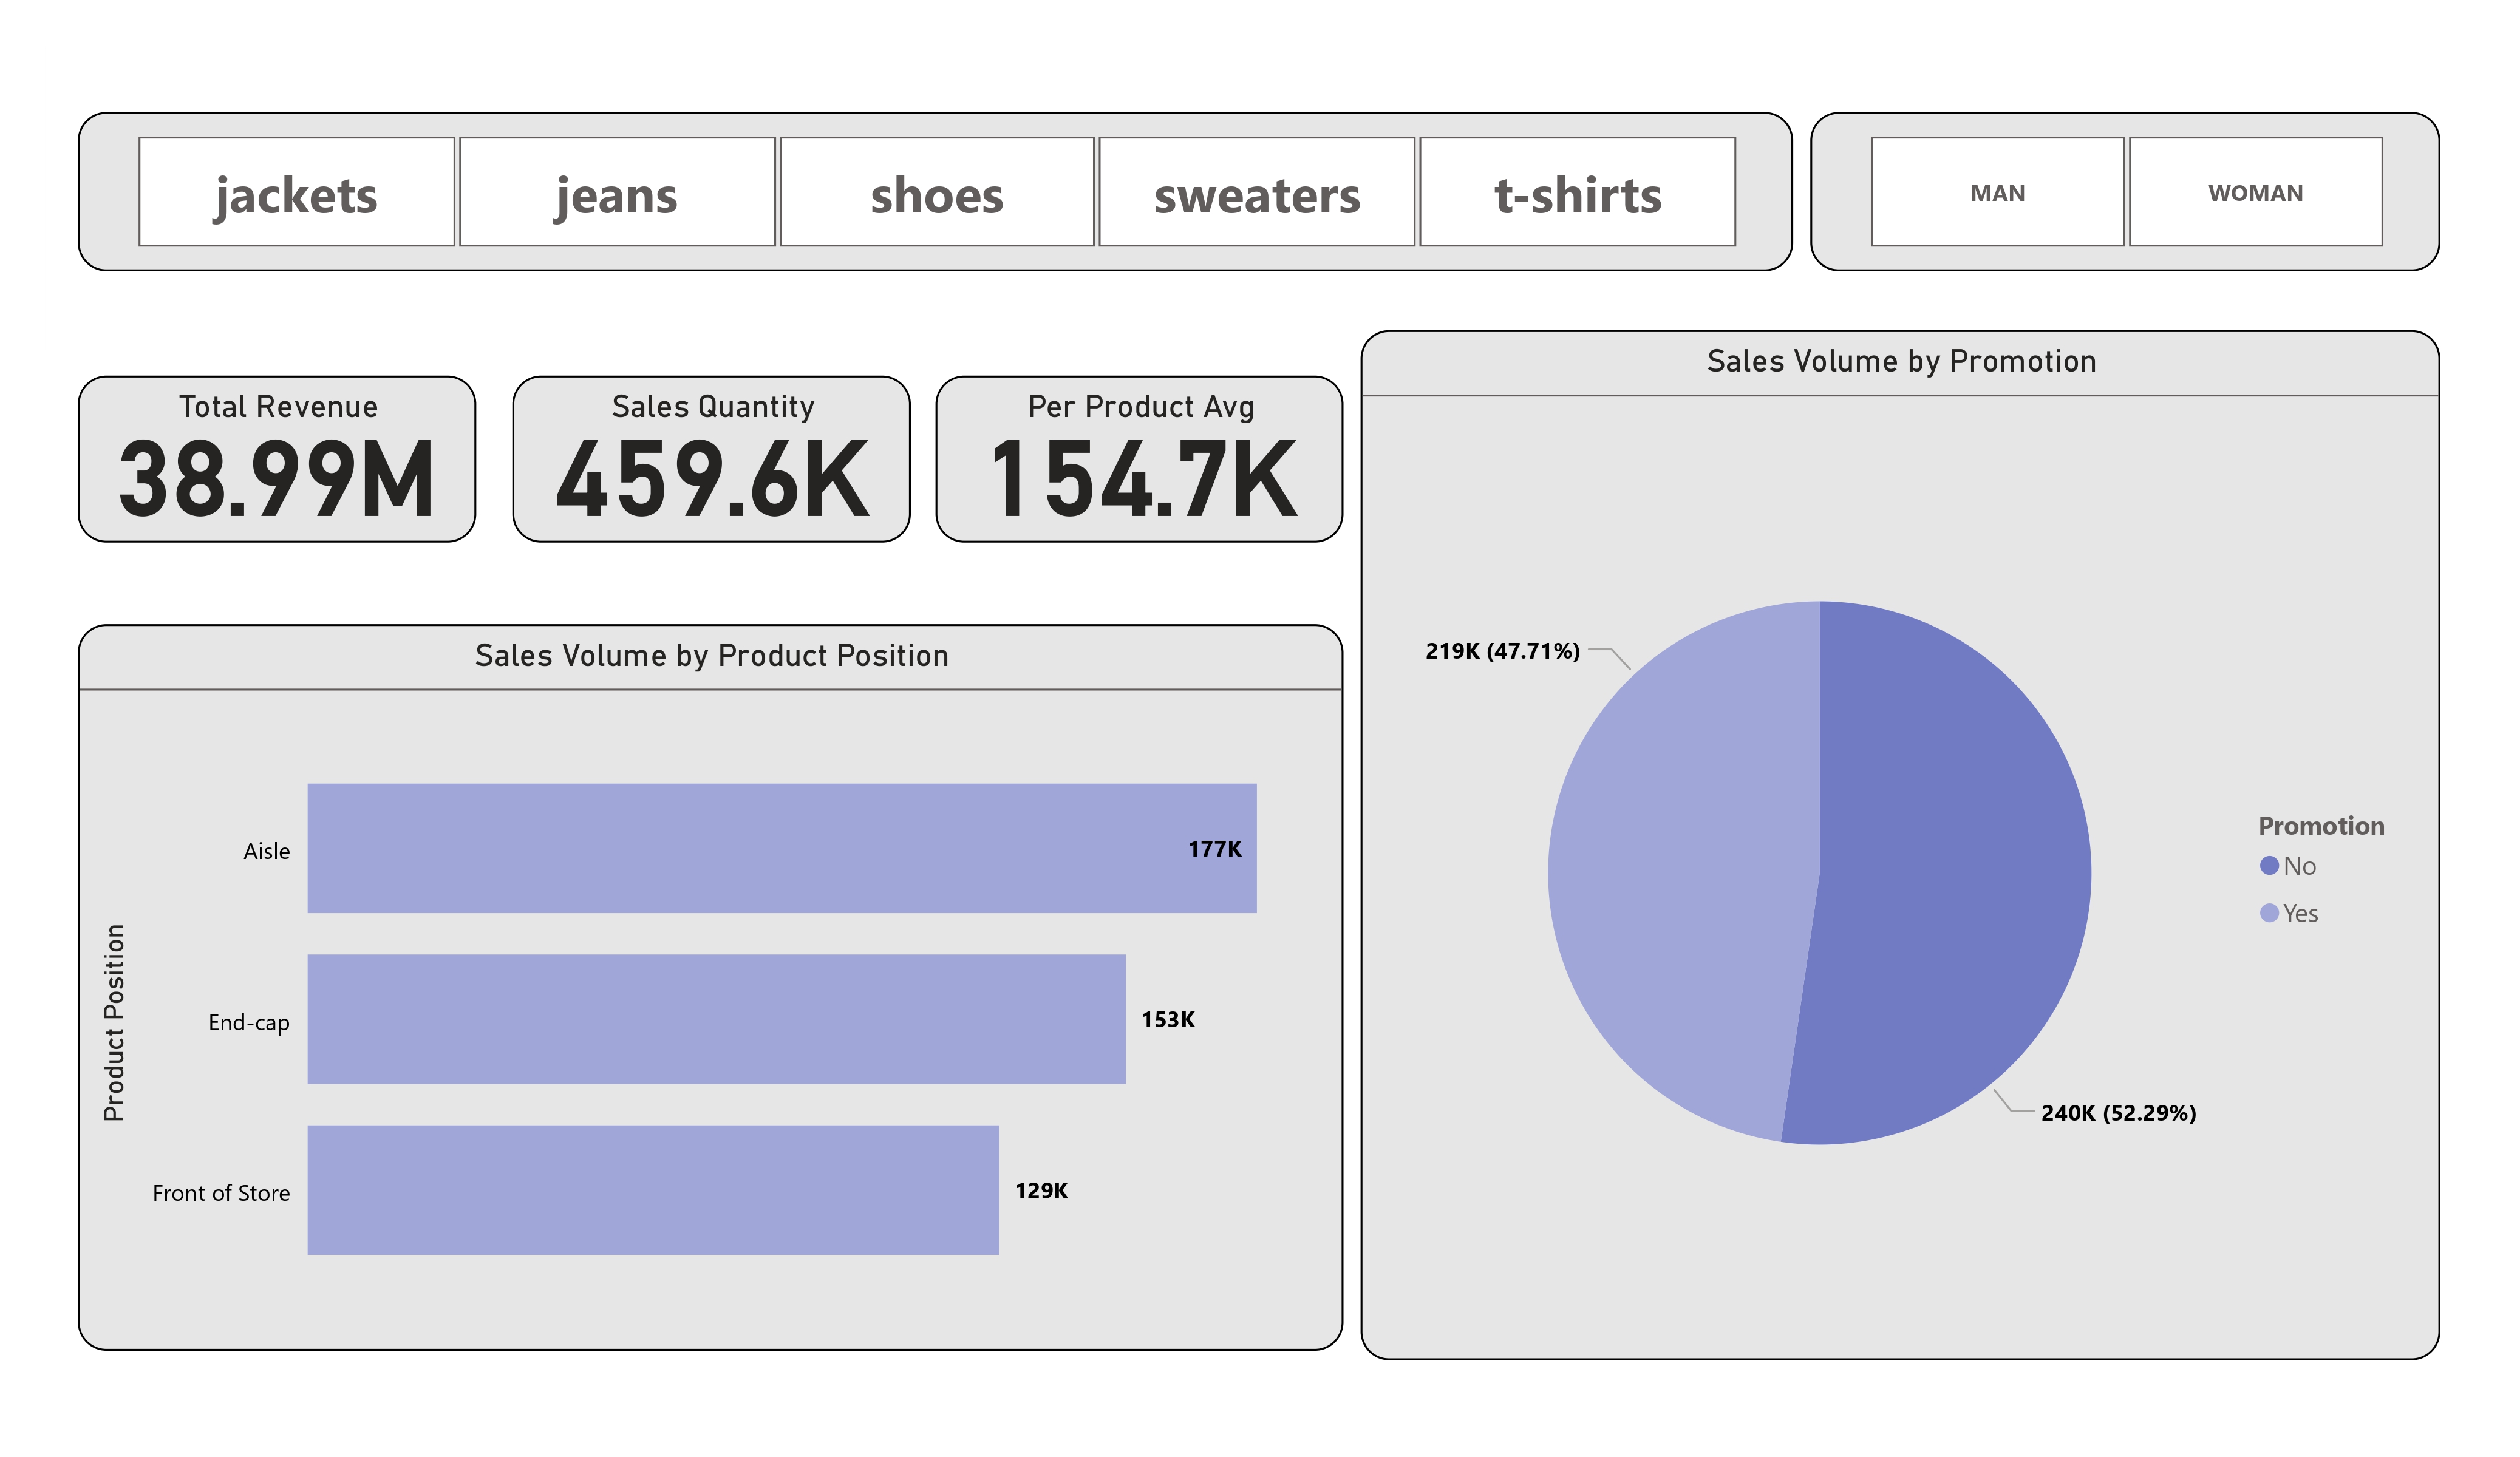 jackets
jeans
shoes
sweaters
t-shirts
MAN
WOMAN
Total Revenue
38.99M
Sales Quantity
459.6K
Per Product Avg
154.7K
Sales Volume by Product Position
Product Position
Aisle
177K
End-cap
153K
Front of Store
129K
Sales Volume by Promotion
219K (47.71%)
240K (52.29%)
Promotion
No
Yes